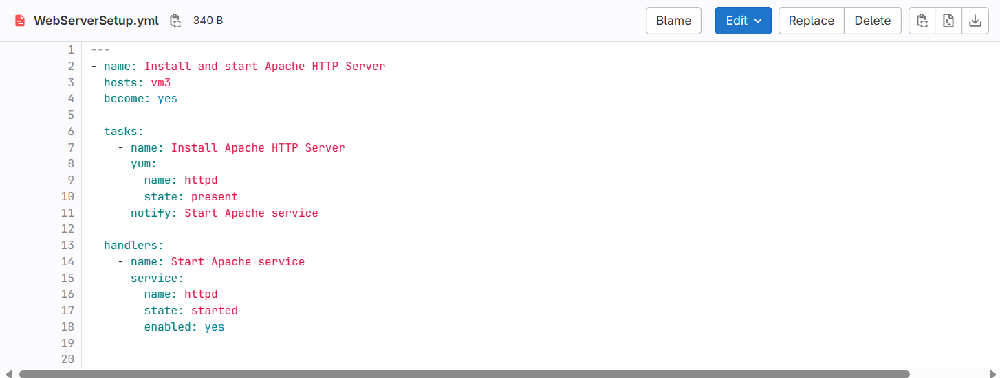 WebServerSetup.yml 340 B Blame Edit Replace Delete
1 ---
2 - name: Install and start Apache HTTP Server
3   hosts: vm3
4   become: yes
5
6   tasks:
7     - name: Install Apache HTTP Server
8       yum:
9         name: httpd
10         state: present
11       notify: Start Apache service
12
13   handlers:
14     - name: Start Apache service
15       service:
16         name: httpd
17         state: started
18         enabled: yes
19
20